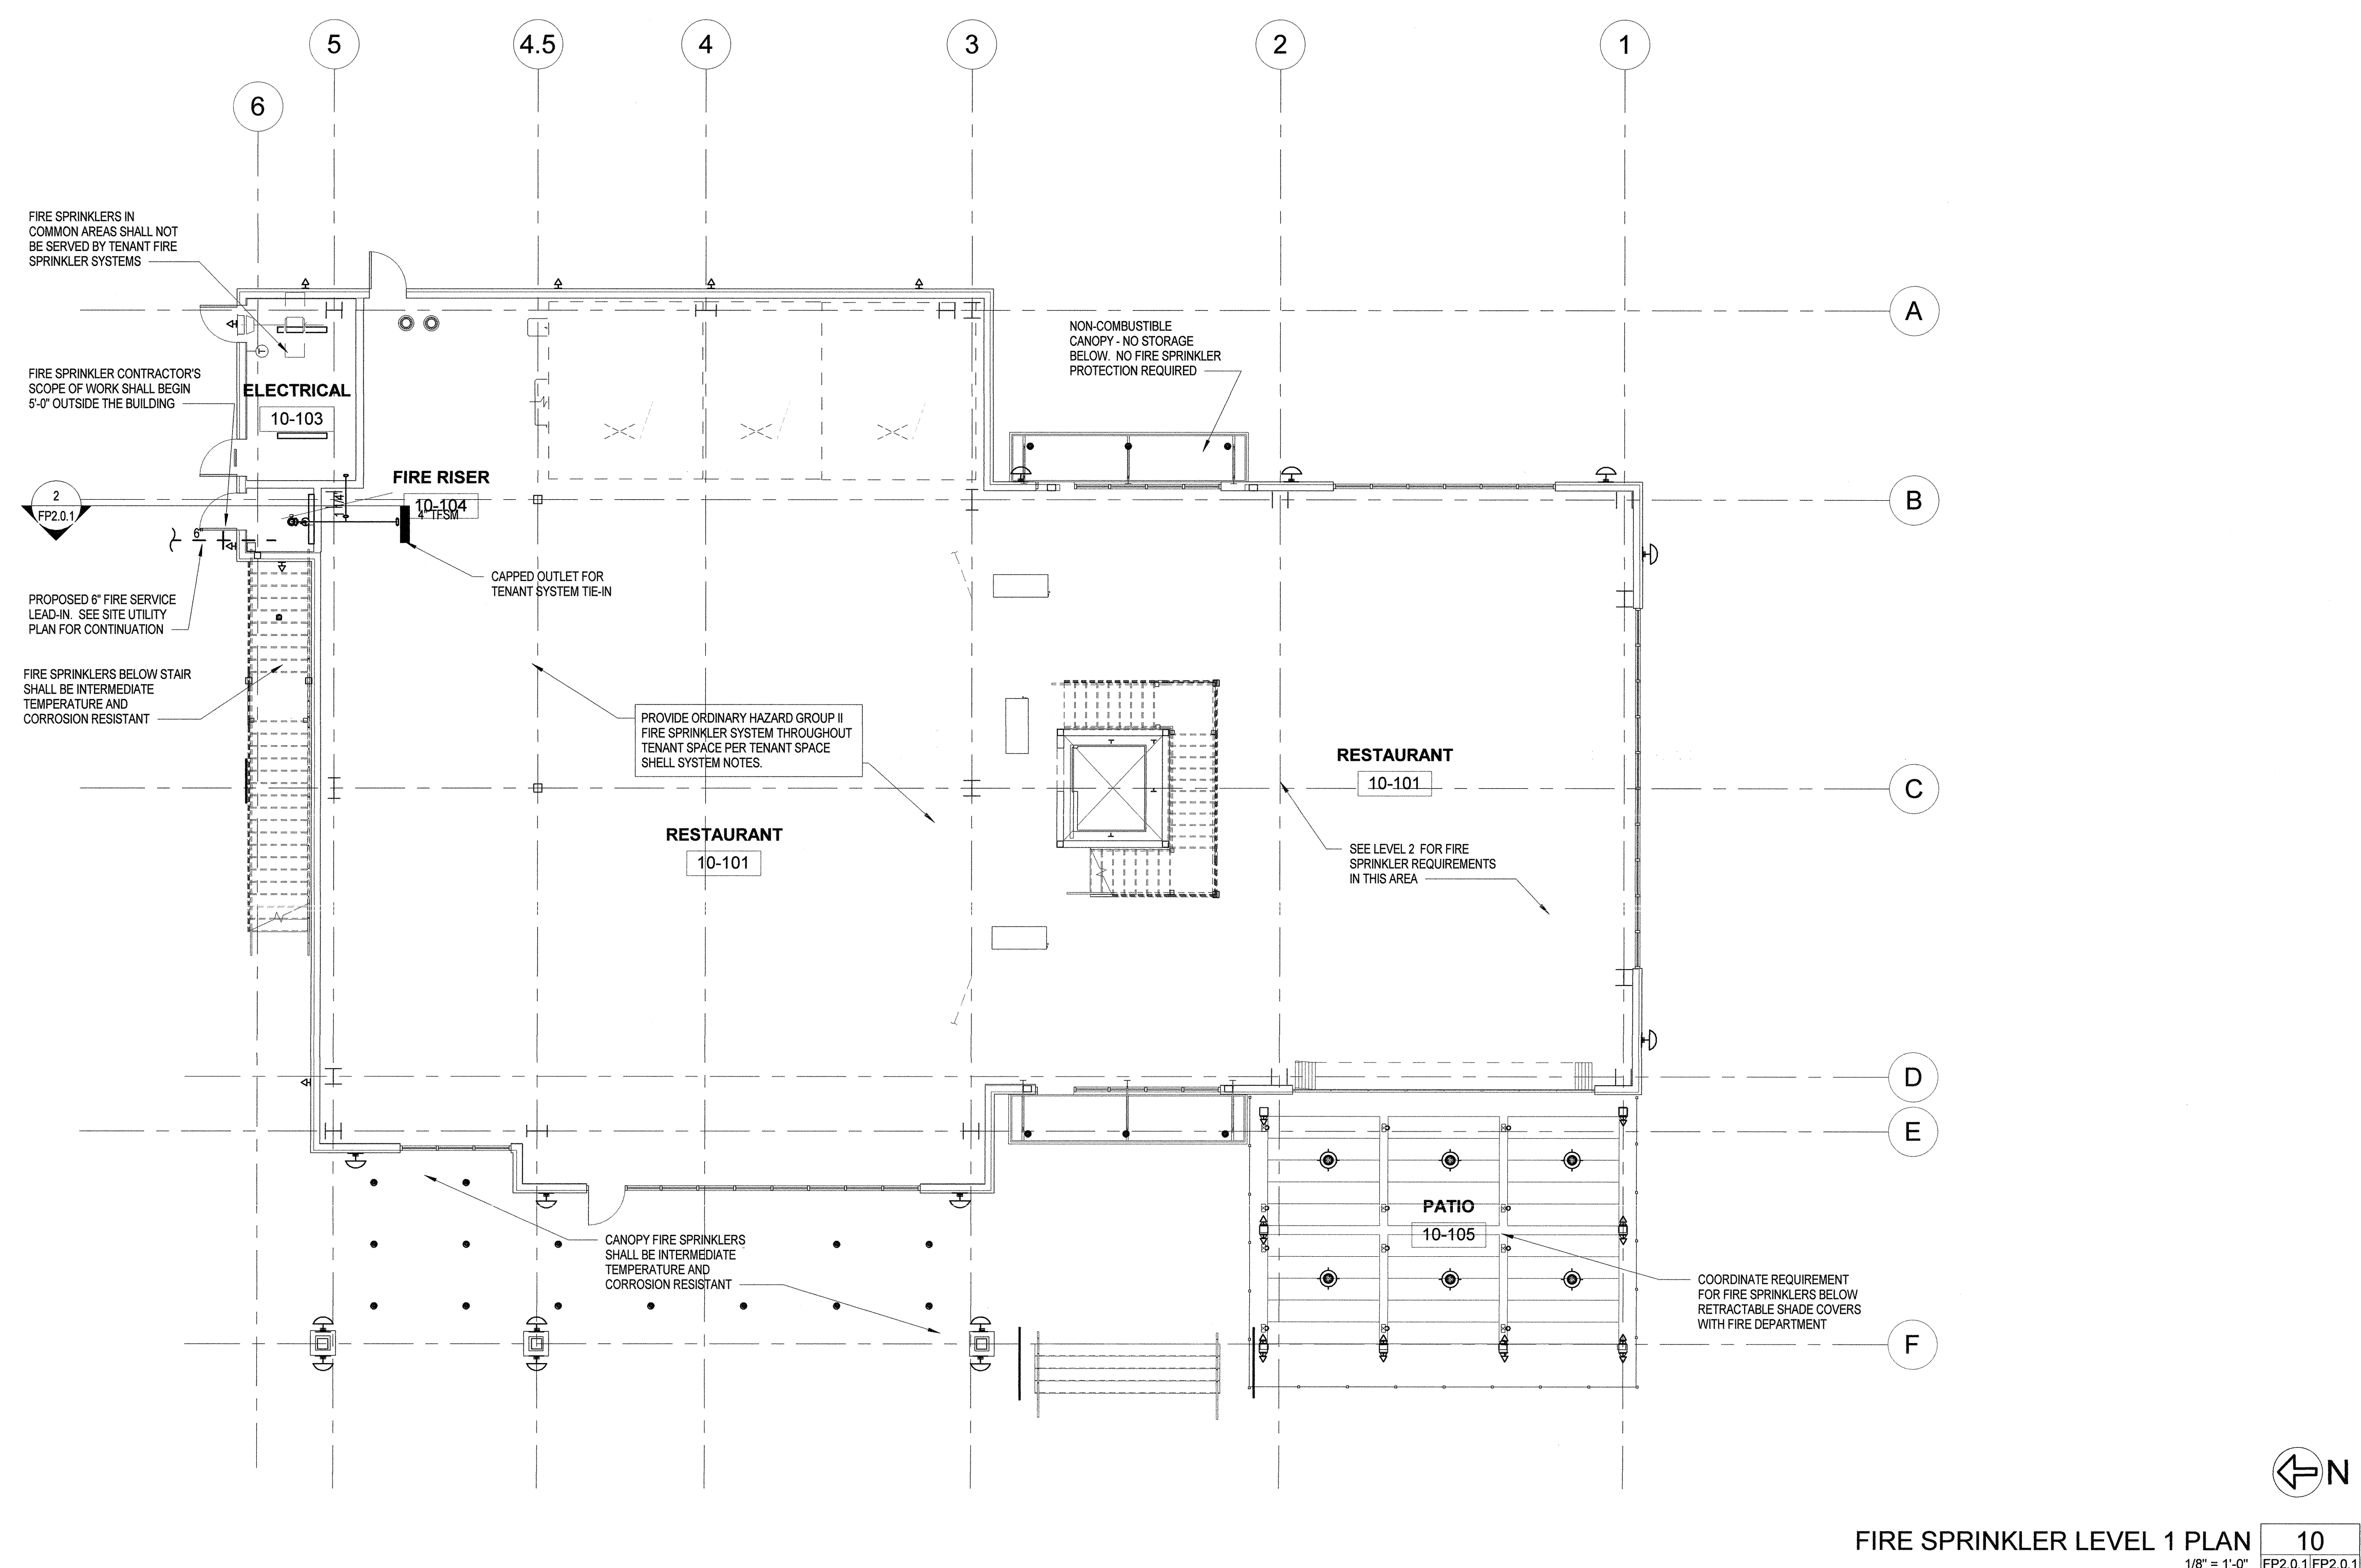 5
4.5
4
3
2
1
6
FIRE SPRINKLERS IN
COMMON AREAS SHALL NOT
BE SERVED BY TENANT FIRE
SPRINKLER SYSTEMS
A
NON-COMBUSTIBLE
CANOPY - NO STORAGE
BELOW. NO FIRE SPRINKLER
PROTECTION REQUIRED
T
FIRE SPRINKLER CONTRACTOR'S
SCOPE OF WORK SHALL BEGIN
5'-0" OUTSIDE THE BUILDING
ELECTRICAL
10-103
FIRE RISER
10-104
4" TFSM
1 1/4"
2
FP2.0.1
B
6"
CAPPED OUTLET FOR
TENANT SYSTEM TIE-IN
PROPOSED 6" FIRE SERVICE
LEAD-IN. SEE SITE UTILITY
PLAN FOR CONTINUATION
FIRE SPRINKLERS BELOW STAIR
SHALL BE INTERMEDIATE
TEMPERATURE AND
CORROSION RESISTANT
PROVIDE ORDINARY HAZARD GROUP II
FIRE SPRINKLER SYSTEM THROUGHOUT
TENANT SPACE PER TENANT SPACE
SHELL SYSTEM NOTES.
RESTAURANT
10-101
C
RESTAURANT
10-101
SEE LEVEL 2 FOR FIRE
SPRINKLER REQUIREMENTS
IN THIS AREA
D
E
PATIO
10-105
CANOPY FIRE SPRINKLERS
SHALL BE INTERMEDIATE
TEMPERATURE AND
CORROSION RESISTANT
COORDINATE REQUIREMENT
FOR FIRE SPRINKLERS BELOW
RETRACTABLE SHADE COVERS
WITH FIRE DEPARTMENT
F
N
FIRE SPRINKLER LEVEL 1 PLAN
10
1/8" = 1'-0"
FP2.0.1 FP2.0.1